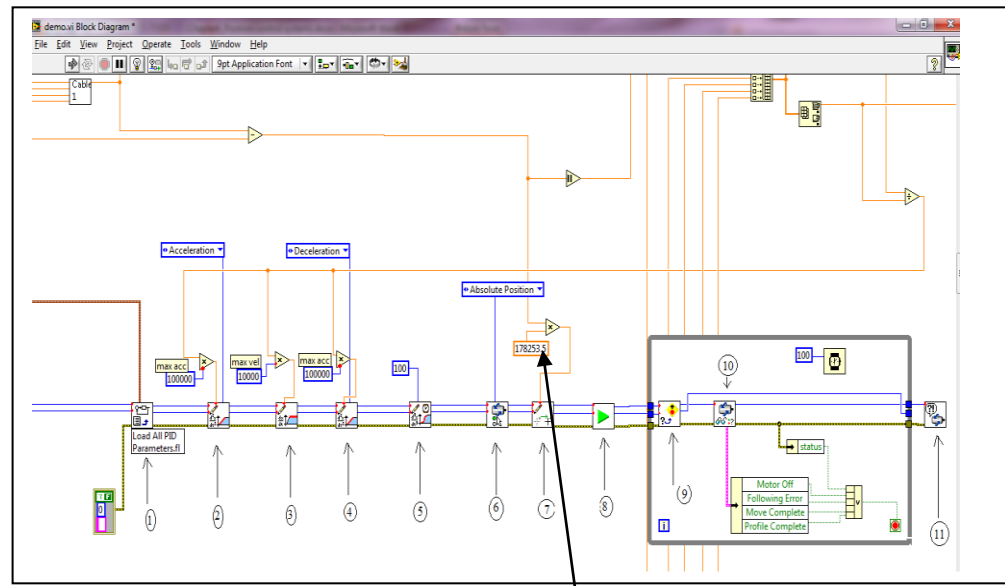 demo.vi Block Diagram *
File Edit View Project Operate Tools Window Help
9pt Application Font
Cable
1
Acceleration
Deceleration
Absolute Position
178253.5
max acc
100000
max vel
10000
max acc
100000
100
100
10
Load All PID
Parameters.fl
status
Motor Off
Following Error
Move Complete
Profile Complete
i
T F
0
1
2
3
4
5
6
7
8
9
11